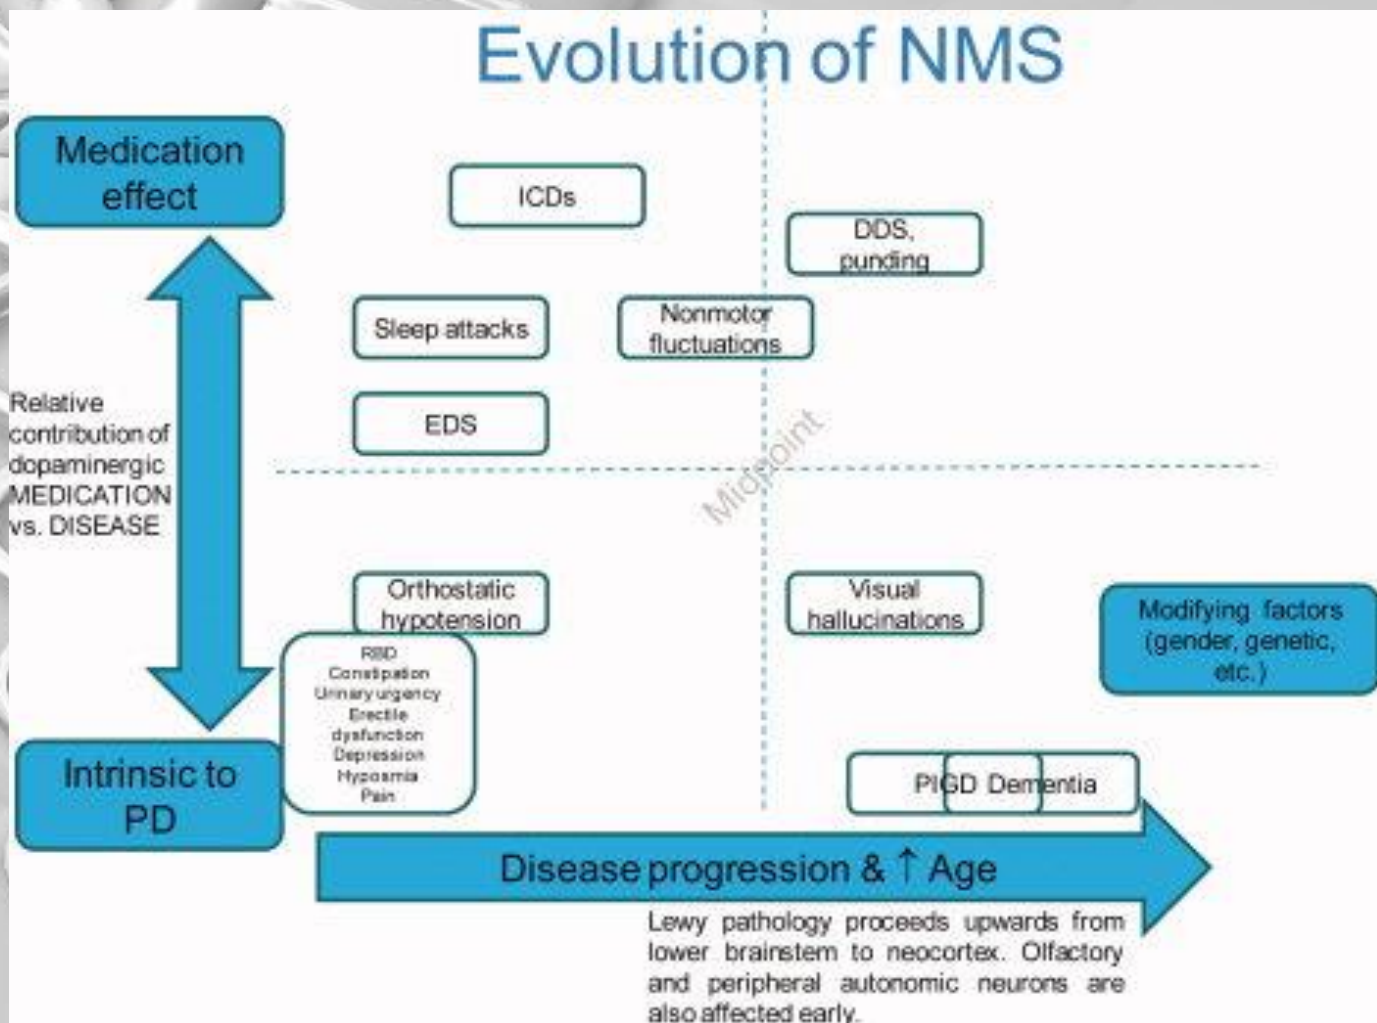 Evolution of NMS
Medication
effect
ICDs
DDS,
punding
Sleep attacks
Nonmotor
fluctuations
EDS
Relative
contribution of
dopaminergic
MEDICATION
vs. DISEASE
Midpoint
Orthostatic
hypotension
Visual
hallucinations
Modifying factors
(gender, genetic,
etc.)
RBD
Constipation
Urinary urgency
Erectile
dysfunction
Depression
Hyposmia
Pain
Intrinsic to
PD
PIGD Dementia
Disease progression & ↑ Age
Lewy pathology proceeds upwards from
lower brainstem to neocortex. Olfactory
and peripheral autonomic neurons are
also affected early.